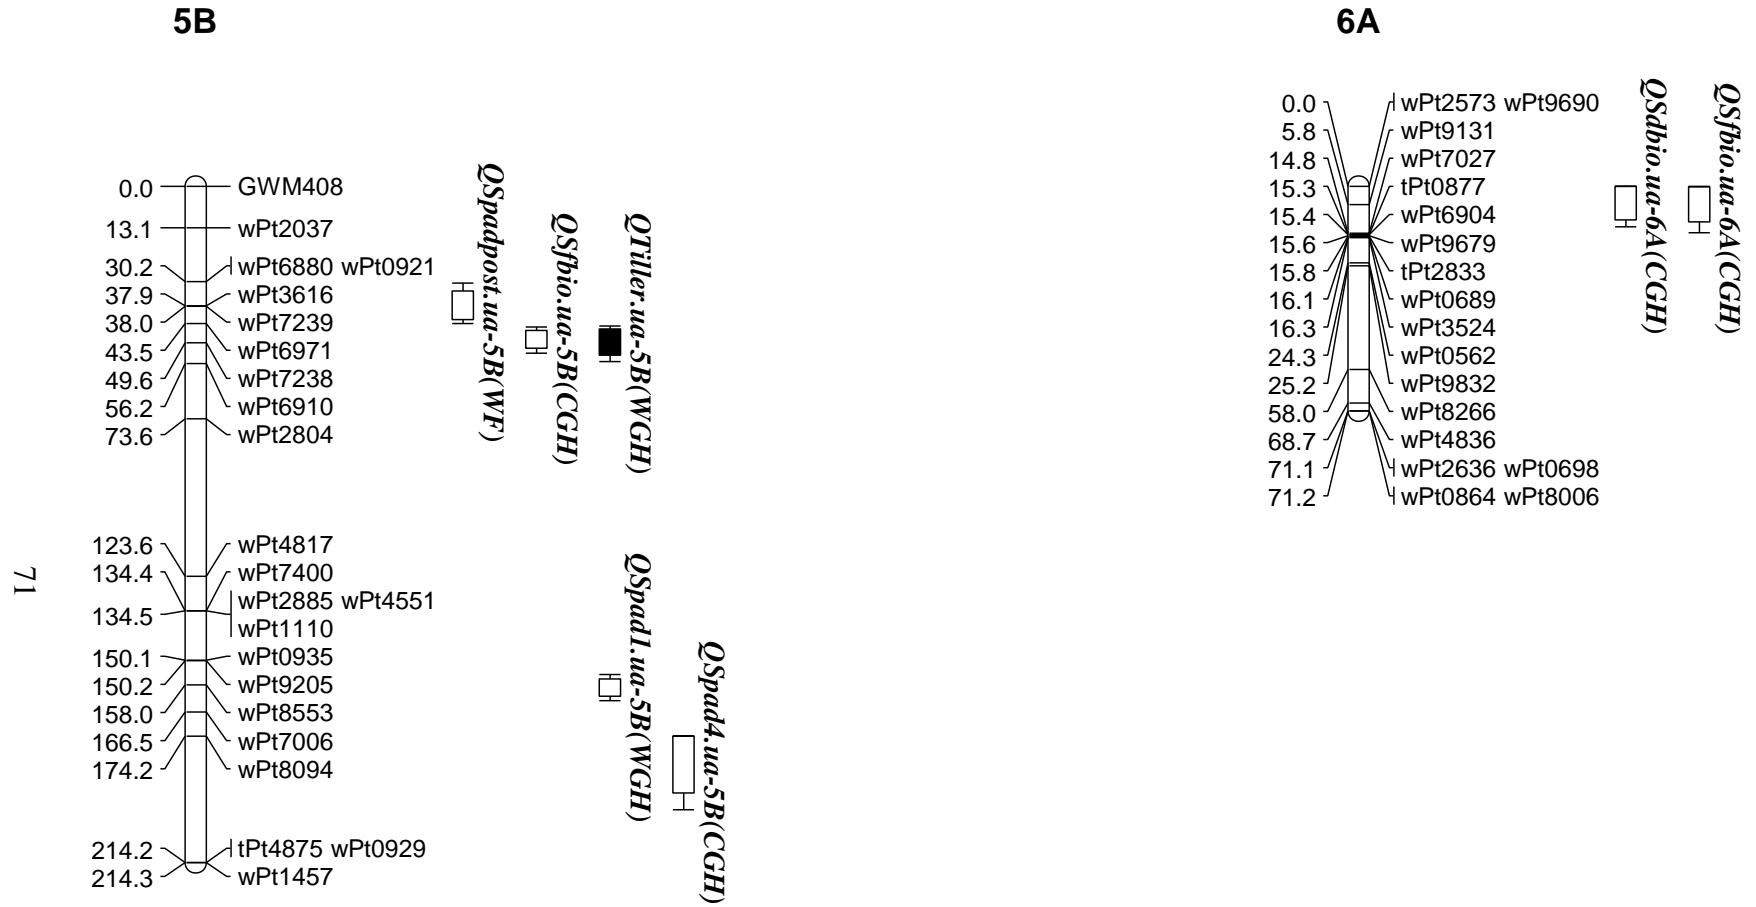 5B
0.0 GWM408
13.1 wPt2037
30.2 wPt6880 wPt0921
37.9 wPt3616
38.0 wPt7239
43.5 wPt6971
49.6 wPt7238
56.2 wPt6910
73.6 wPt2804
123.6 wPt4817
134.4 wPt7400
134.5 wPt2885 wPt4551
wPt1110
150.1 wPt0935
150.2 wPt9205
158.0 wPt8553
166.5 wPt7006
174.2 wPt8094
214.2 tPt4875 wPt0929
214.3 wPt1457
QSpadpost.ua-5B(WF)
QSfbio.ua-5B(CGH)
QTiller.ua-5B(WGH)
QSpad1.ua-5B(WGH)
QSpad4.ua-5B(CGH)
6A
0.0 wPt2573 wPt9690
5.8 wPt9131
14.8 wPt7027
15.3 tPt0877
15.4 wPt6904
15.6 wPt9679
15.8 tPt2833
16.1 wPt0689
16.3 wPt3524
24.3 wPt0562
25.2 wPt9832
58.0 wPt8266
68.7 wPt4836
71.1 wPt2636 wPt0698
71.2 wPt0864 wPt8006
QSdbio.ua-6A(CGH)
QSfbio.ua-6A(CGH)
71